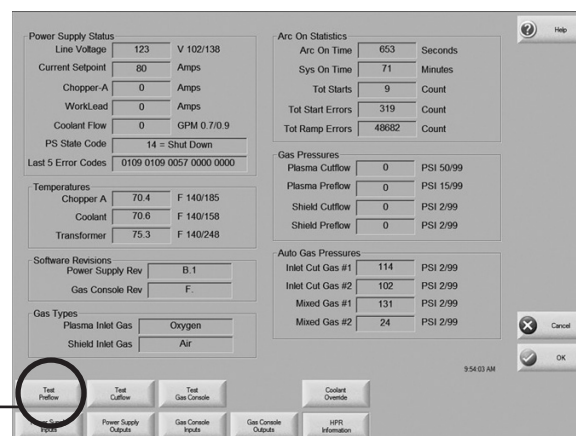 Power Supply Status
Line Voltage 123 V 102/138
Current Setpoint 80 Amps
Chopper-A 0 Amps
WorkLead 0 Amps
Coolant Flow 0 GPM 0.7/0.9
PS State Code 14 = Shut Down
Last 5 Error Codes 0109 0109 0057 0000 0000
Temperatures
Chopper A 70.4 F 140/185
Coolant 70.6 F 140/158
Transformer 75.3 F 140/248
Software Revisions
Power Supply Rev B.1
Gas Console Rev F.
Gas Types
Plasma Inlet Gas Oxygen
Shield Inlet Gas Air
Arc On Statistics
Arc On Time 653 Seconds
Sys On Time 71 Minutes
Tot Starts 9 Count
Tot Start Errors 319 Count
Tot Ramp Errors 48682 Count
Gas Pressures
Plasma Cutflow 0 PSI 50/99
Plasma Preflow 0 PSI 15/99
Shield Cutflow 0 PSI 2/99
Shield Preflow 0 PSI 2/99
Auto Gas Pressures
Inlet Cut Gas #1 114 PSI 2/99
Inlet Cut Gas #2 102 PSI 2/99
Mixed Gas #1 131 PSI 2/99
Mixed Gas #2 24 PSI 2/99
Help
Cancel
OK
9:54:03 AM
Test Preflow
Test Cutflow
Test Gas Console
Coolant Override
Power Supply Inputs
Power Supply Outputs
Gas Console Inputs
Gas Console Outputs
HPR Information